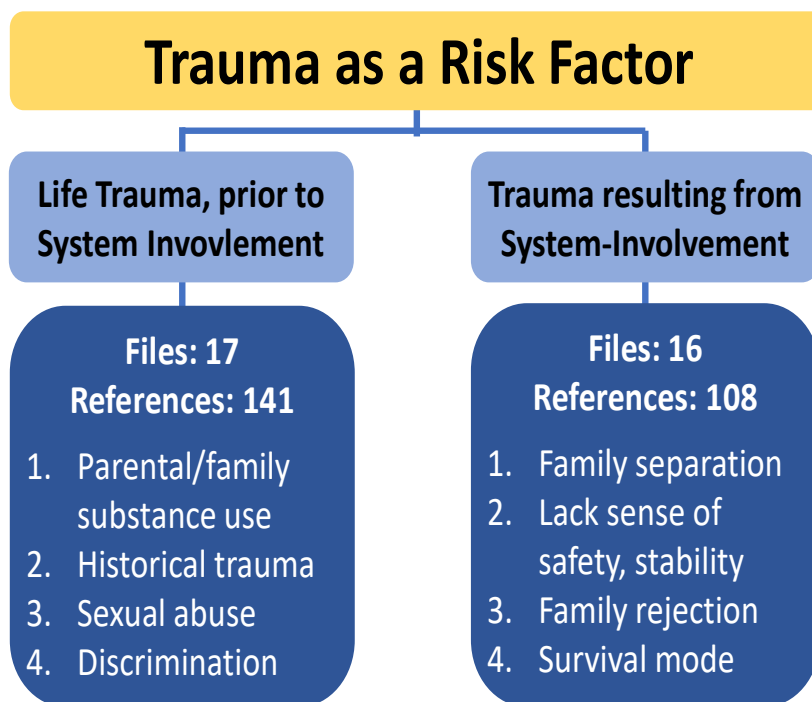 Trauma as a Risk Factor
Life Trauma, prior to
System Invovlement
Files: 17
References: 141
1. Parental/family
substance use
2. Historical trauma
3. Sexual abuse
4. Discrimination
Trauma resulting from
System-Involvement
Files: 16
References: 108
1. Family separation
2. Lack sense of
safety, stability
3. Family rejection
4. Survival mode